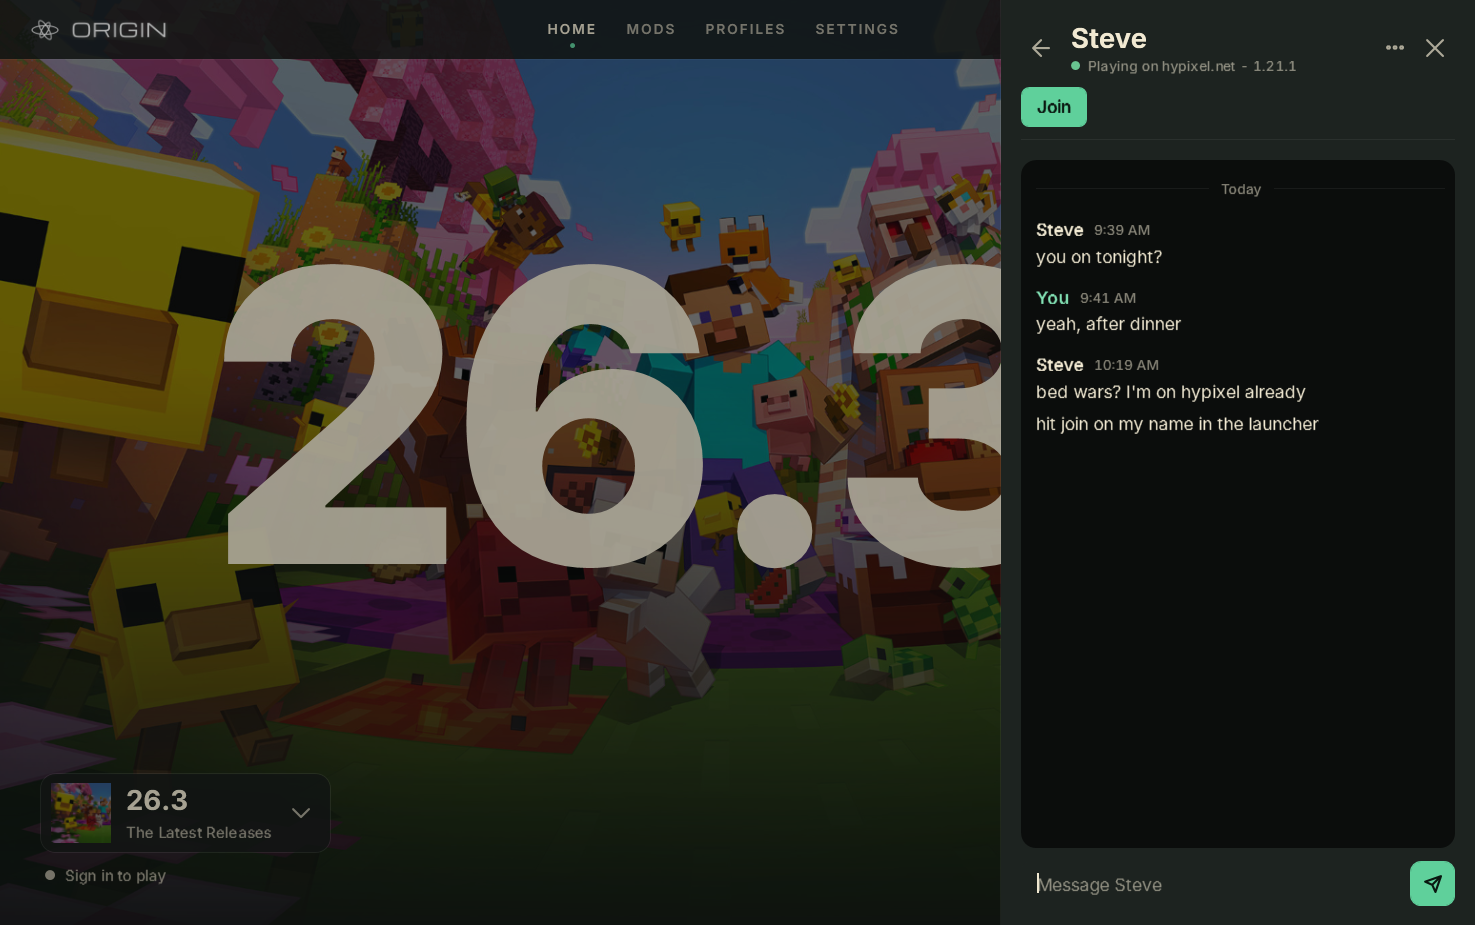 ORIGIN
HOME MODS PROFILES SETTINGS
26.3
26.3
The Latest Releases
Sign in to play
Steve
Playing on hypixel.net - 1.21.1
Join
Today
Steve 9:39 AM
you on tonight?
You 9:41 AM
yeah, after dinner
Steve 10:19 AM
bed wars? I'm on hypixel already
hit join on my name in the launcher
Message Steve